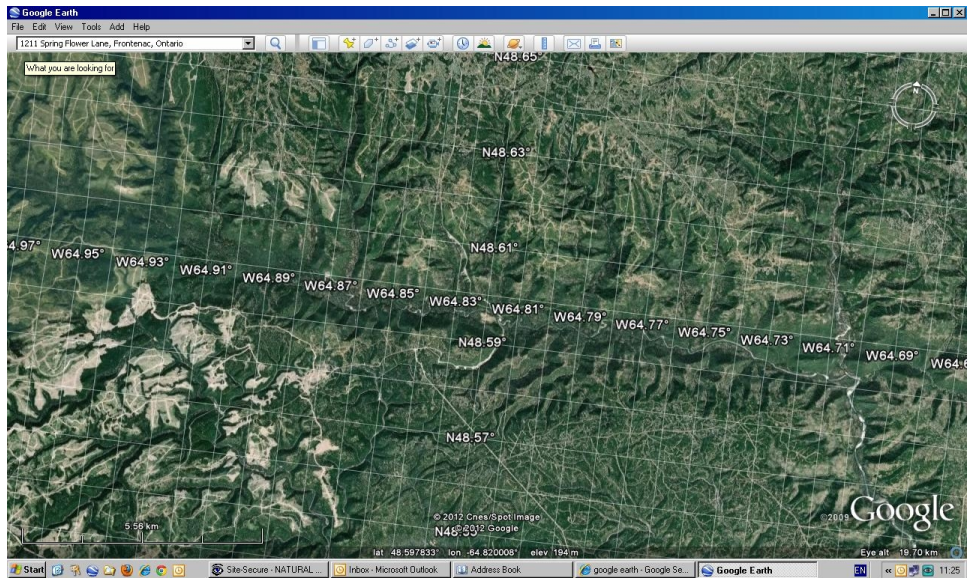 Google Earth
File Edit View Tools Add Help
1211 Spring Flower Lane, Frontenac, Ontario
What you are looking for
N48.65°
N
N48.63°
N48.61°
4.97° W64.95° W64.93° W64.91° W64.89° W64.87° W64.85° W64.83° W64.81° W64.79° W64.77° W64.75° W64.73° W64.71° W64.69° W64.6
N48.59°
N48.57°
5.56 km
© 2012 Cnes/Spot Image
© 2012 Google
©2009 Google
lat 48.597833° lon -64.820008° elev 194 m
Eye alt 19.70 km
Start
Site-Secure - NATURAL ...
Inbox - Microsoft Outlook
Address Book
google earth - Google Se...
Google Earth
EN
11:25